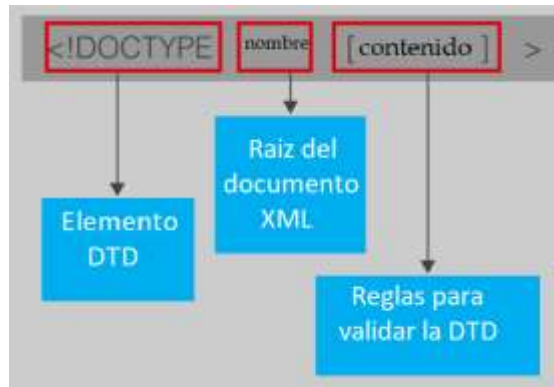 <!DOCTYPE nombre [contenido] >
Raiz del
documento
XML
Elemento
DTD
Reglas para
validar la DTD